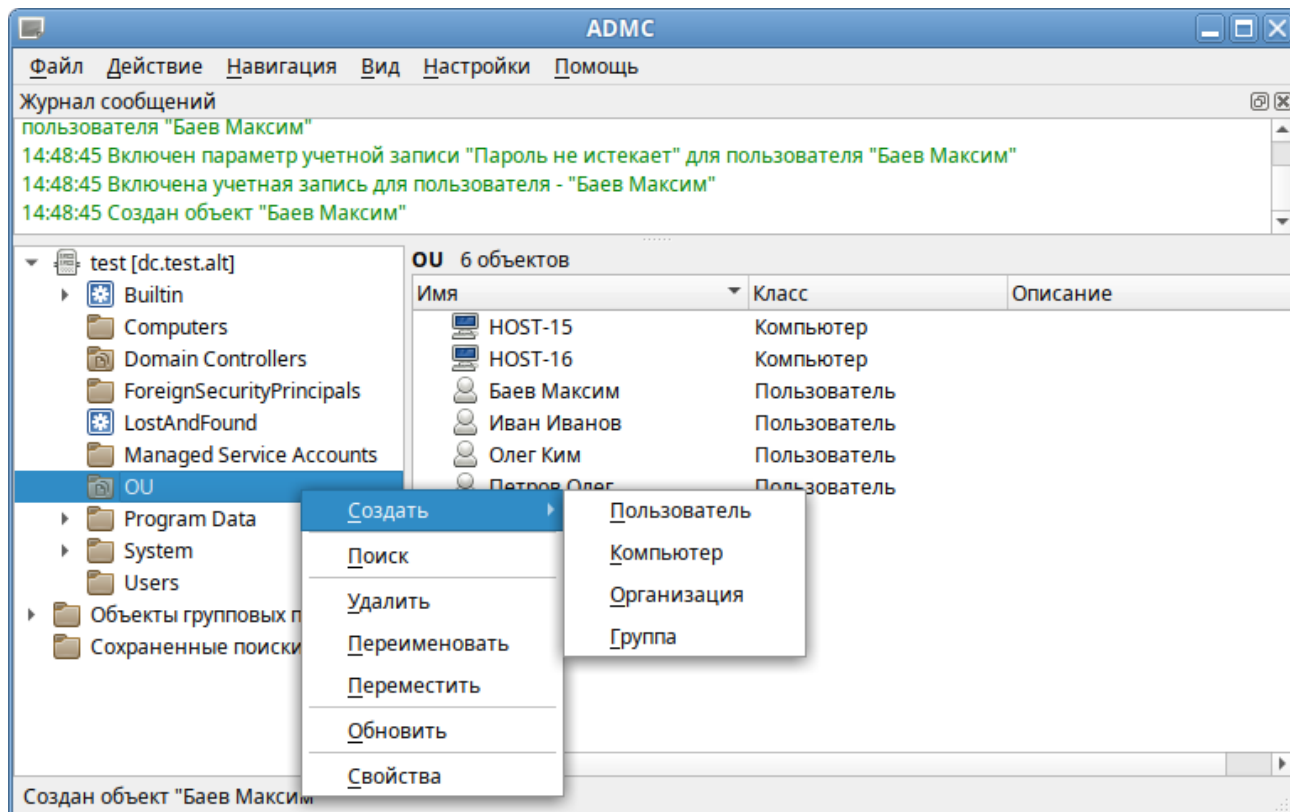 ADMC
Файл Действие Навигация Вид Настройки Помощь
Журнал сообщений
пользователя "Баев Максим"
14:48:45 Включен параметр учетной записи "Пароль не истекает" для пользователя "Баев Максим"
14:48:45 Включена учетная запись для пользователя - "Баев Максим"
14:48:45 Создан объект "Баев Максим"
test [dc.test.alt]
Builtin
Computers
Domain Controllers
ForeignSecurityPrincipals
LostAndFound
Managed Service Accounts
OU
Program Data
System
Users
Объекты групповых п
Сохраненные поиски
OU 6 объектов
Имя Класс Описание
HOST-15 Компьютер
HOST-16 Компьютер
Баев Максим Пользователь
Иван Иванов Пользователь
Олег Ким Пользователь
Петров Олег Пользователь
Создать
Поиск
Удалить
Переименовать
Переместить
Обновить
Свойства
Пользователь
Компьютер
Организация
Группа
Создан объект "Баев Максим"